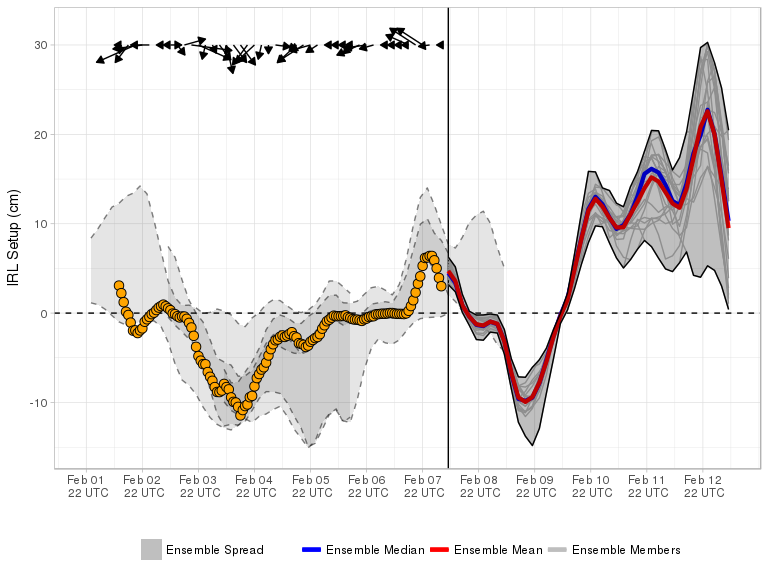 IRL Setup (cm)
30
20
10
0
-10
Feb 01 Feb 02 Feb 03 Feb 04 Feb 05 Feb 06 Feb 07 Feb 08 Feb 09 Feb 10 Feb 11 Feb 12
22 UTC 22 UTC 22 UTC 22 UTC 22 UTC 22 UTC 22 UTC 22 UTC 22 UTC 22 UTC 22 UTC 22 UTC
Ensemble Spread Ensemble Median Ensemble Mean Ensemble Members